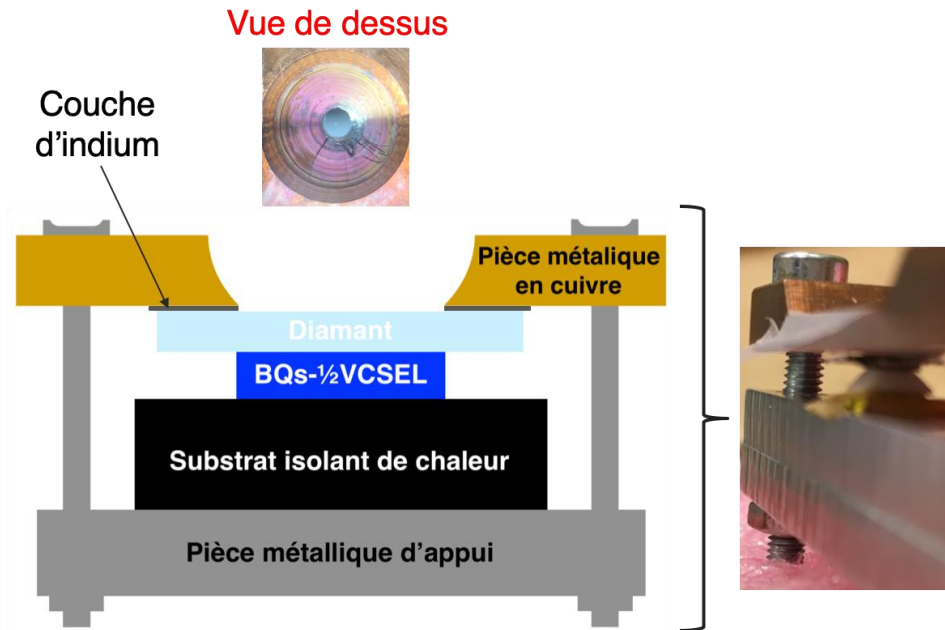 Vue de dessus
Couche
d'indium
Pièce métalique
en cuivre
Diamant
BQs-½VCSEL
Substrat isolant de chaleur
Pièce métallique d'appui